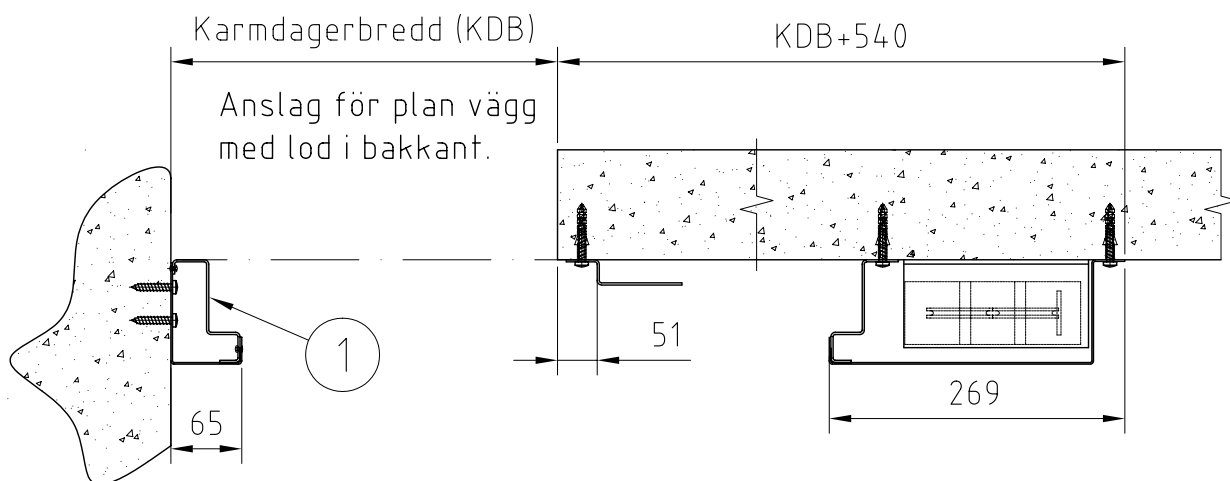 Karmdagerbredd (KDB)
KDB+540
Anslag för plan vägg
med lod i bakkant.
1
51
65
269